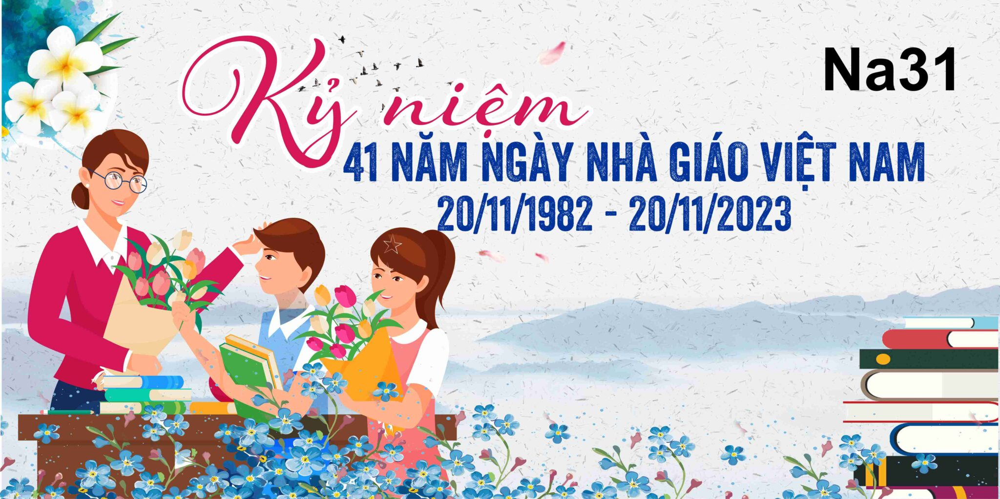 Na31
Kỷ niệm
41 NĂM NGÀY NHÀ GIÁO VIỆT NAM
20/11/1982 - 20/11/2023